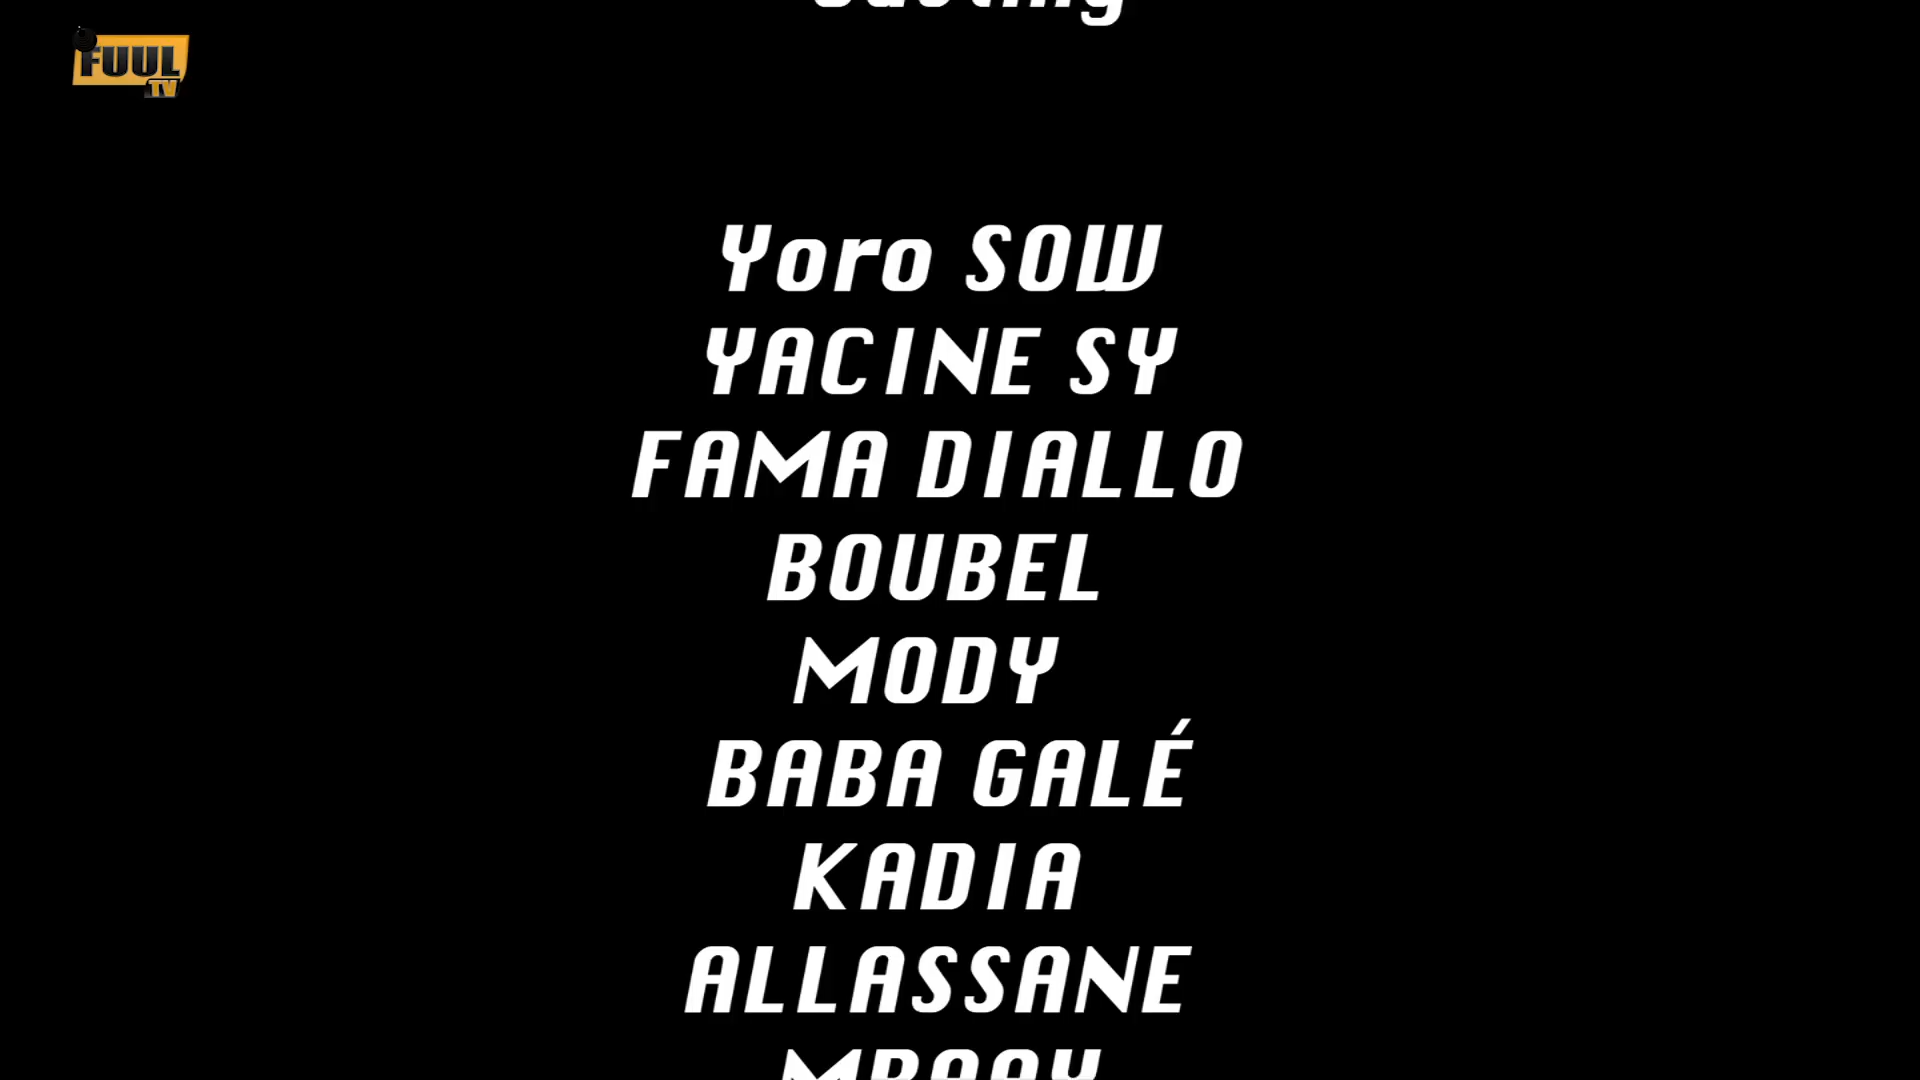 FUUL
TV
Yoro SOW
YACINE SY
FAMA DIALLO
BOUBEL
MODY
BABA GALÉ
KADIA
ALLASSANE